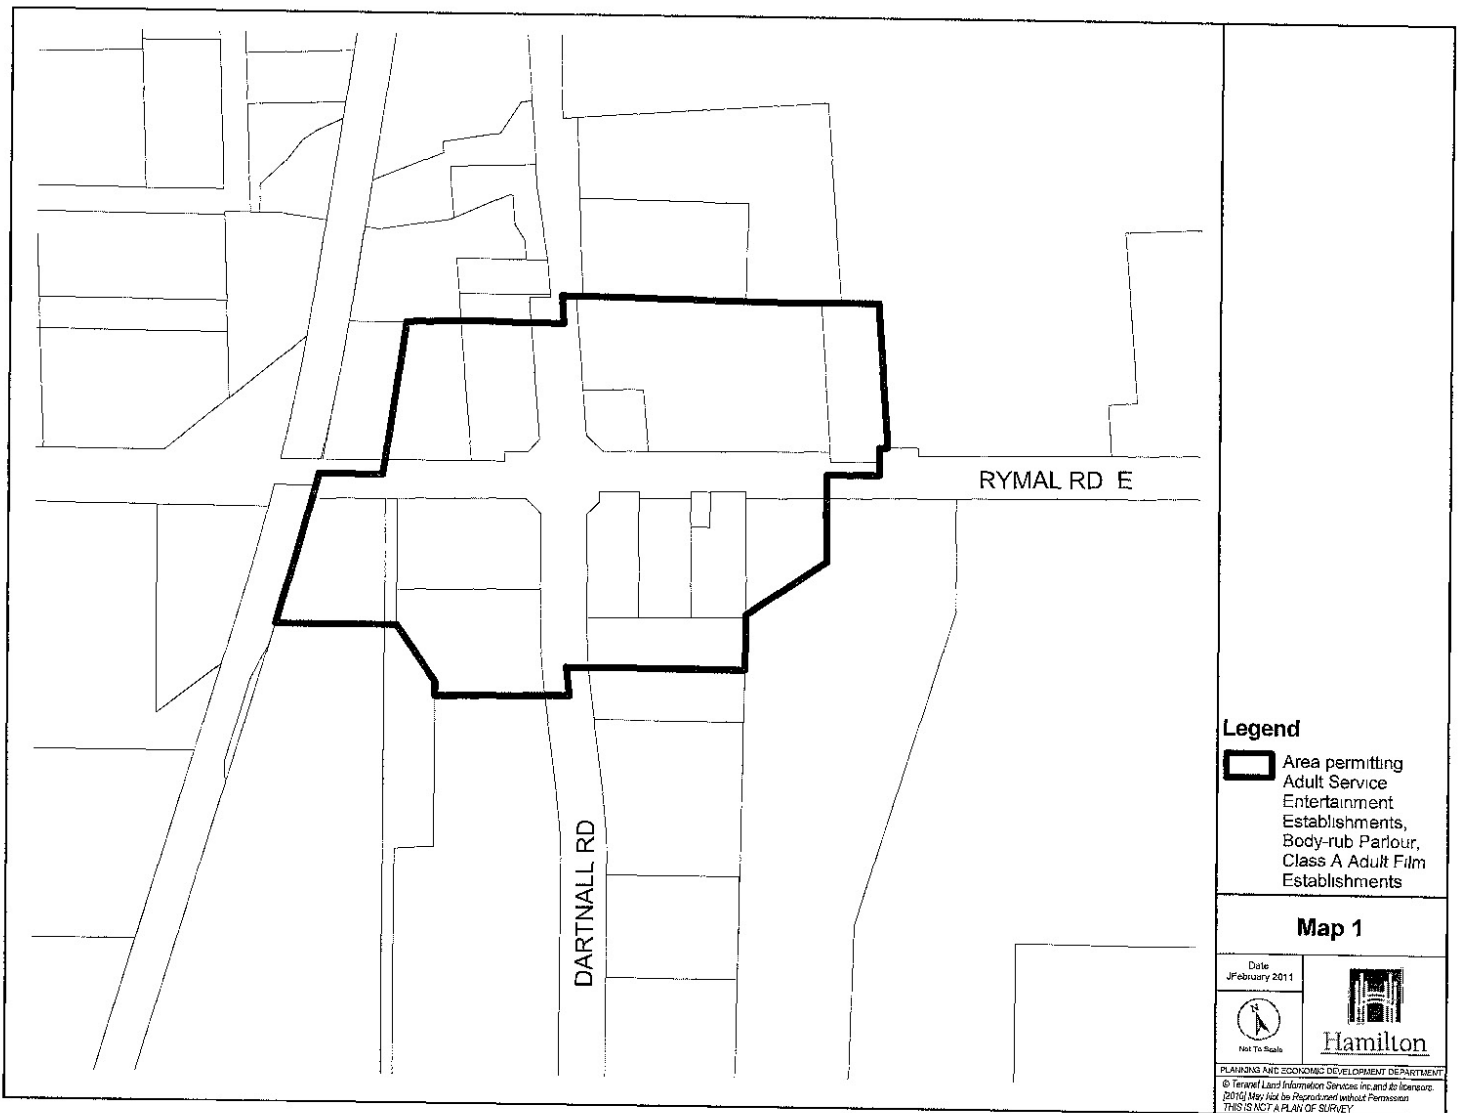 RYMAL RD E
DARTNALL RD
Legend
Area permitting
Adult Service
Entertainment
Establishments,
Body-rub Parlour,
Class A Adult Film
Establishments
Map 1
Date
JFebruary 2011
N
Not To Scale
Hamilton
PLANNING AND ECONOMIC DEVELOPMENT DEPARTMENT
© Teranet Land Information Services Inc. and its licensors.
[2010] May Not be Reproduced without Permission
THIS IS NOT A PLAN OF SURVEY